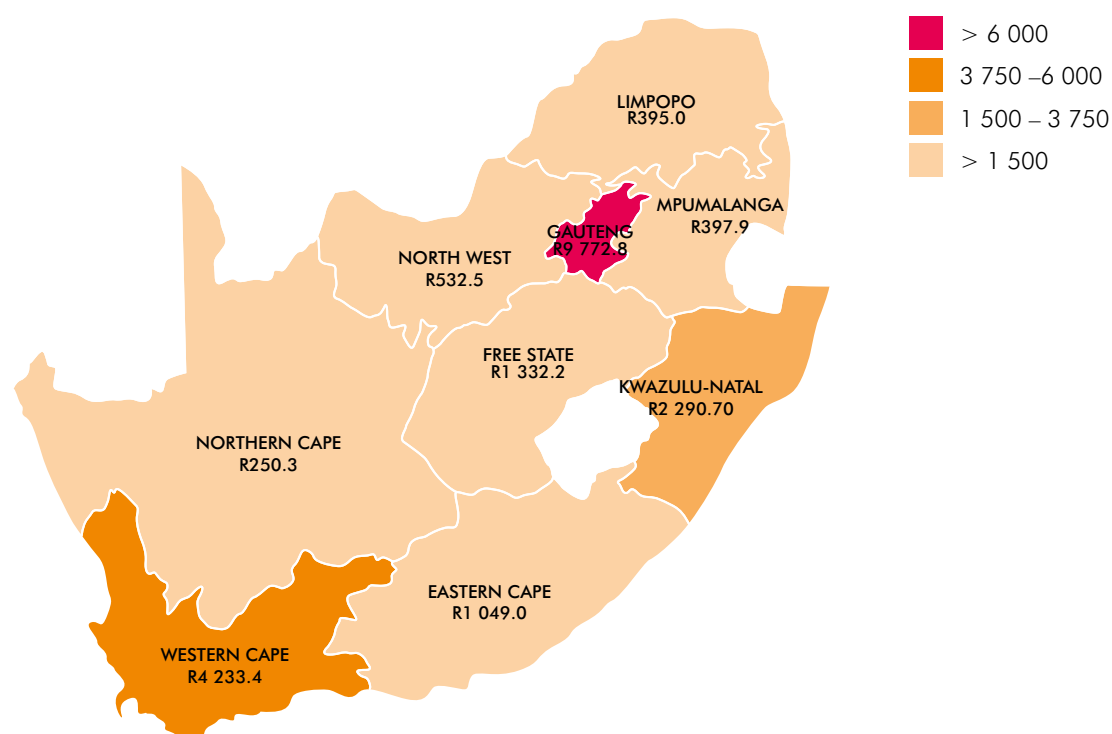 > 6 000
3 750 –6 000
1 500 – 3 750
> 1 500
LIMPOPO
R395.0
MPUMALANGA
R397.9
GAUTENG
R9 772.8
NORTH WEST
R532.5
FREE STATE
R1 332.2
KWAZULU-NATAL
R2 290.70
NORTHERN CAPE
R250.3
EASTERN CAPE
R1 049.0
WESTERN CAPE
R4 233.4